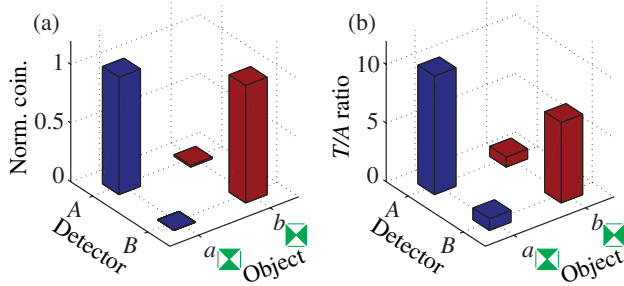 (a)
Norm. coin.
1
0.5
0
A
B
Detector
a
b
Object
(b)
T/A ratio
10
5
0
A
B
Detector
a
b
Object